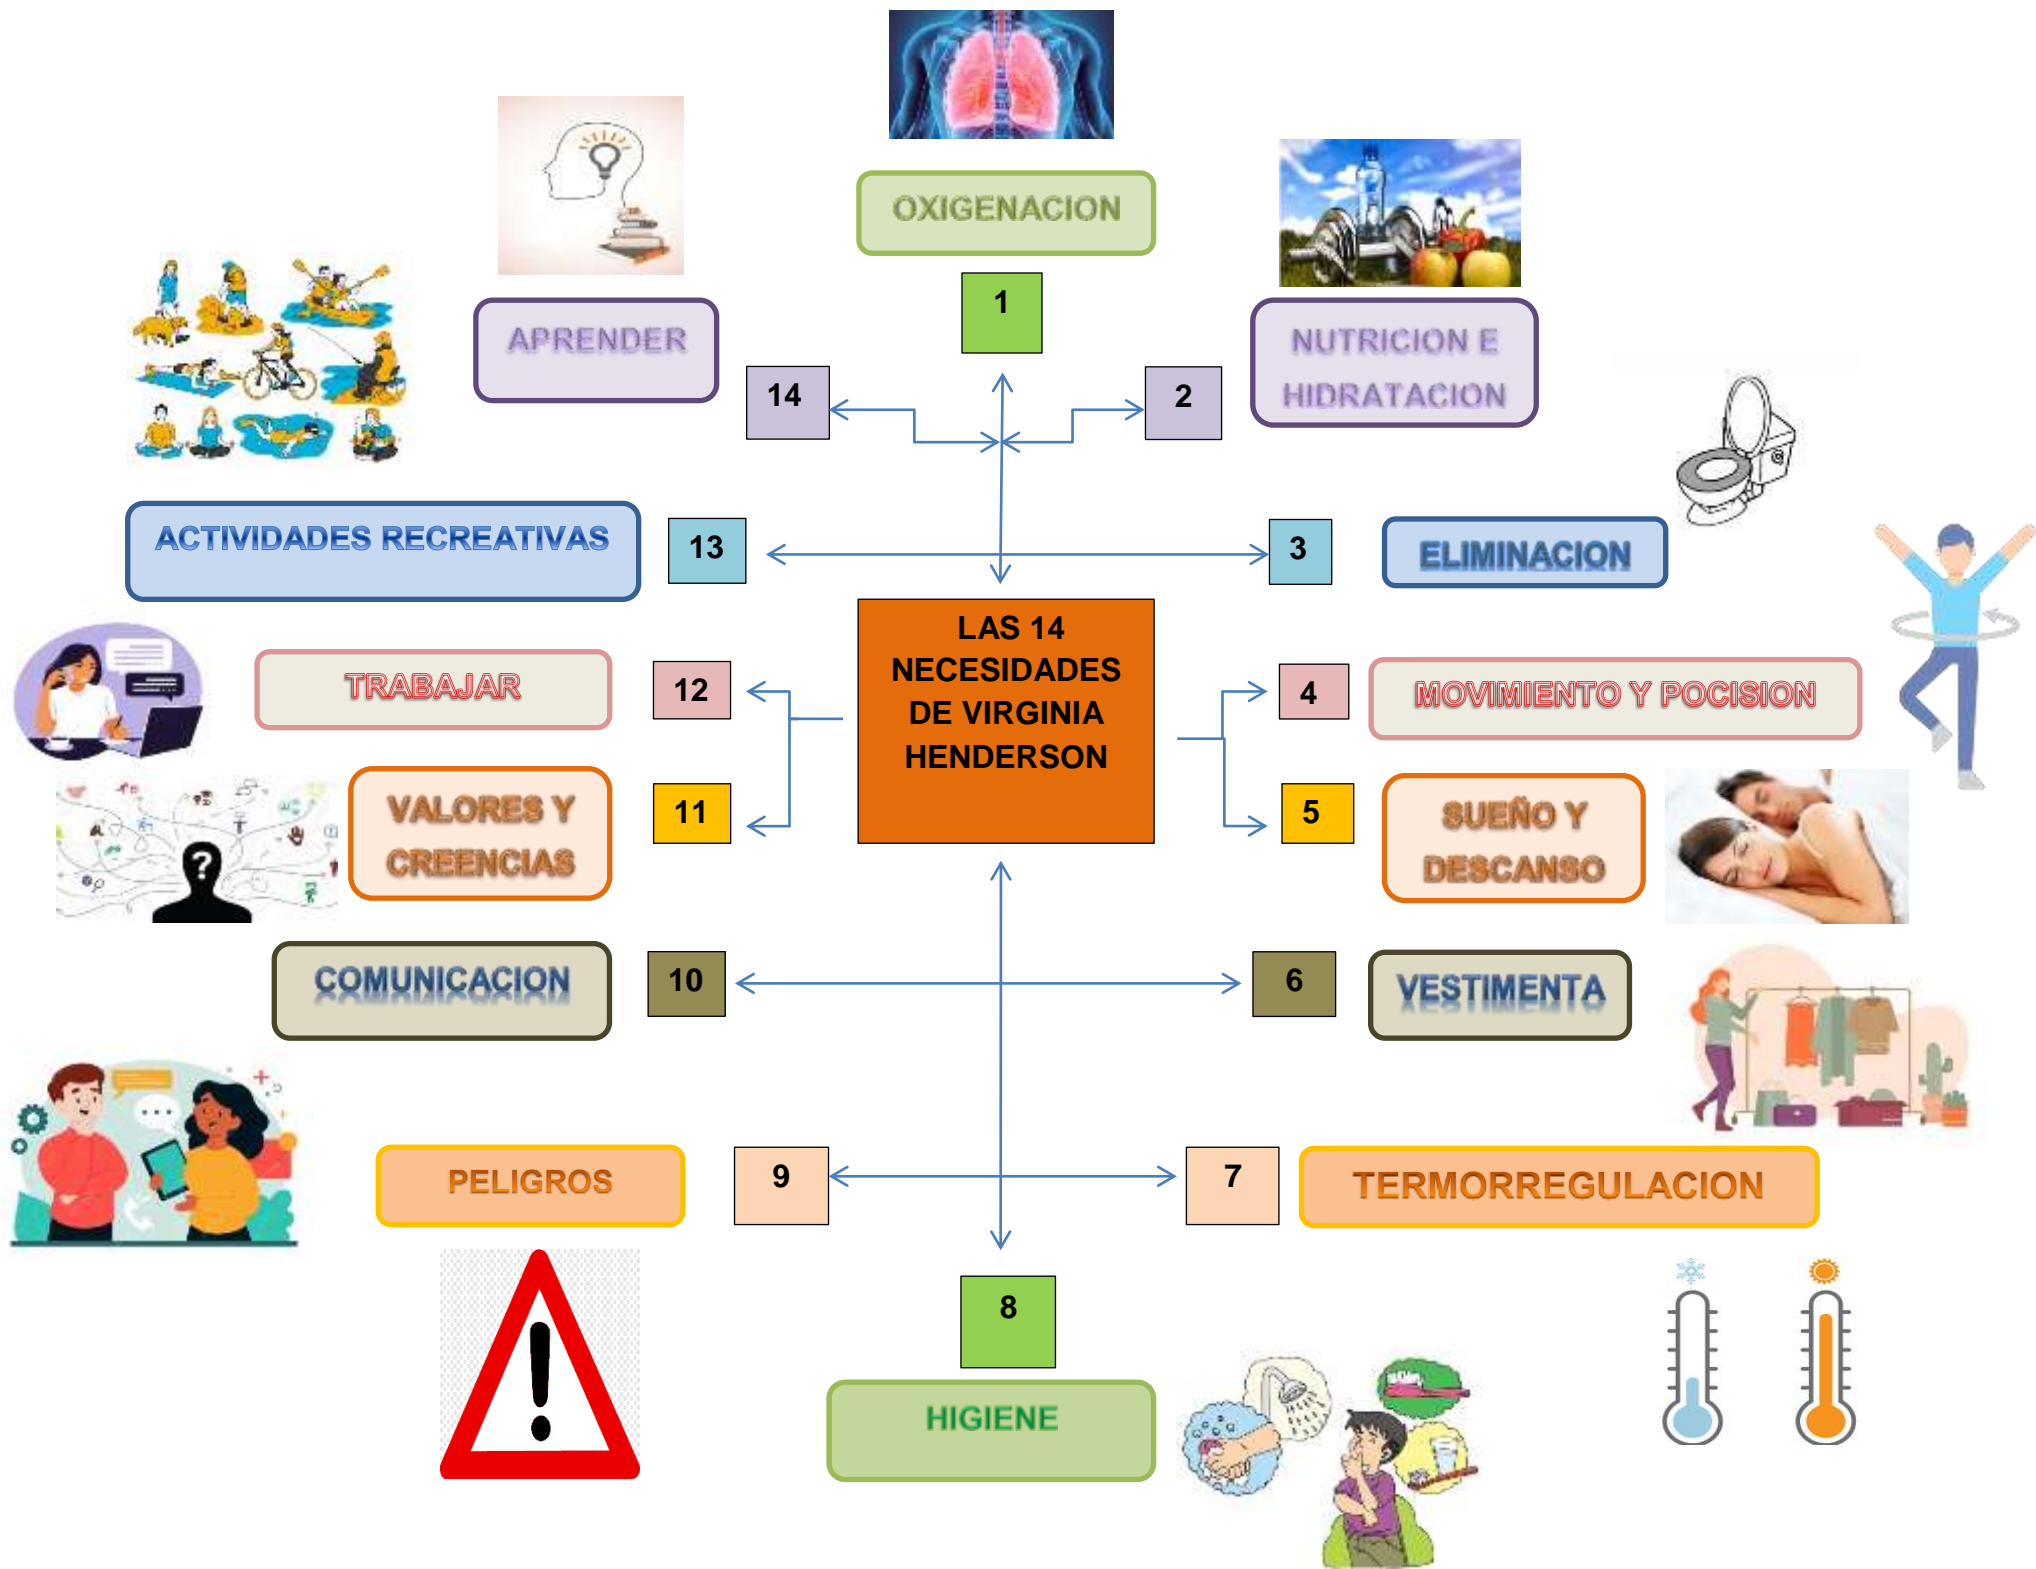 OXIGENACION
1
APRENDER
14
2
NUTRICION E
HIDRATACION
ACTIVIDADES RECREATIVAS
13
3
ELIMINACION
LAS 14
NECESIDADES
DE VIRGINIA
HENDERSON
TRABAJAR
12
4
MOVIMIENTO Y POCISION
VALORES Y
CREENCIAS
11
5
SUEÑO Y
DESCANSO
?
COMUNICACION
10
6
VESTIMENTA
PELIGROS
9
7
TERMORREGULACION
!
8
HIGIENE